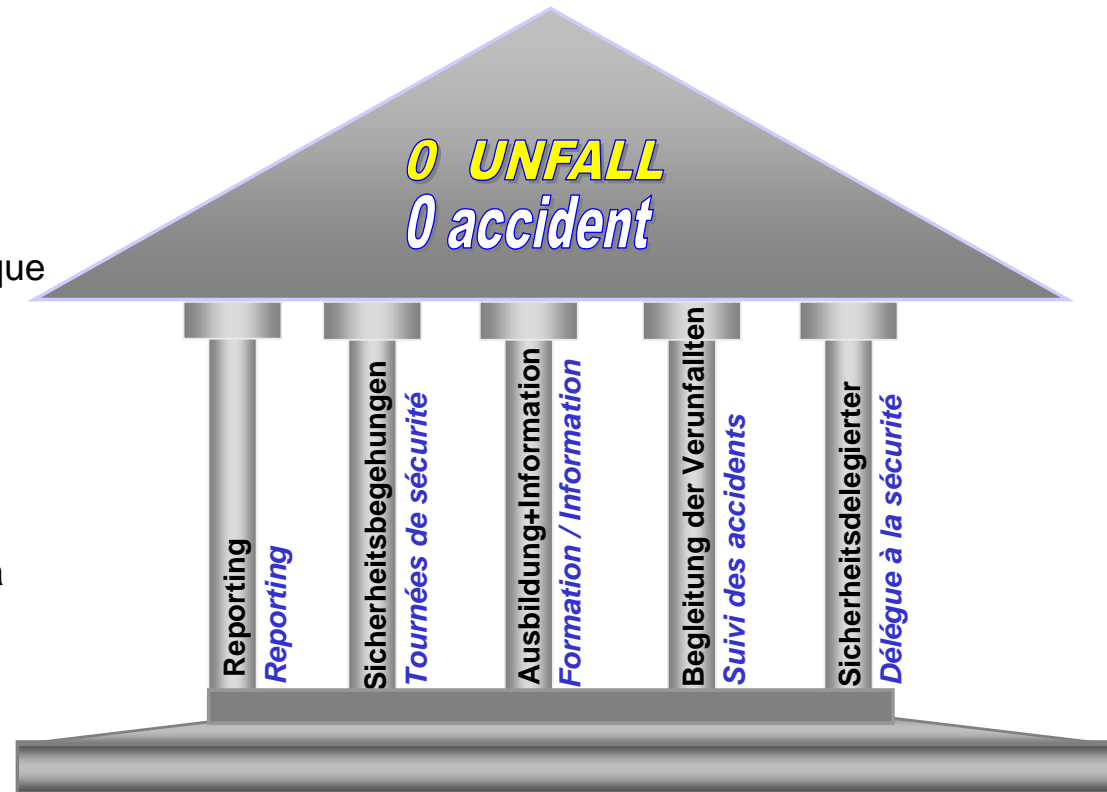 0 UNFALL
0 accident
que
a
Reporting
Reporting
Sicherheitsbegehungen
Tournées de sécurité
Ausbildung+Information
Formation / Information
Begleitung der Verunfallten
Suivi des accidents
Sicherheitsdelegierter
Délégue à la sécurité